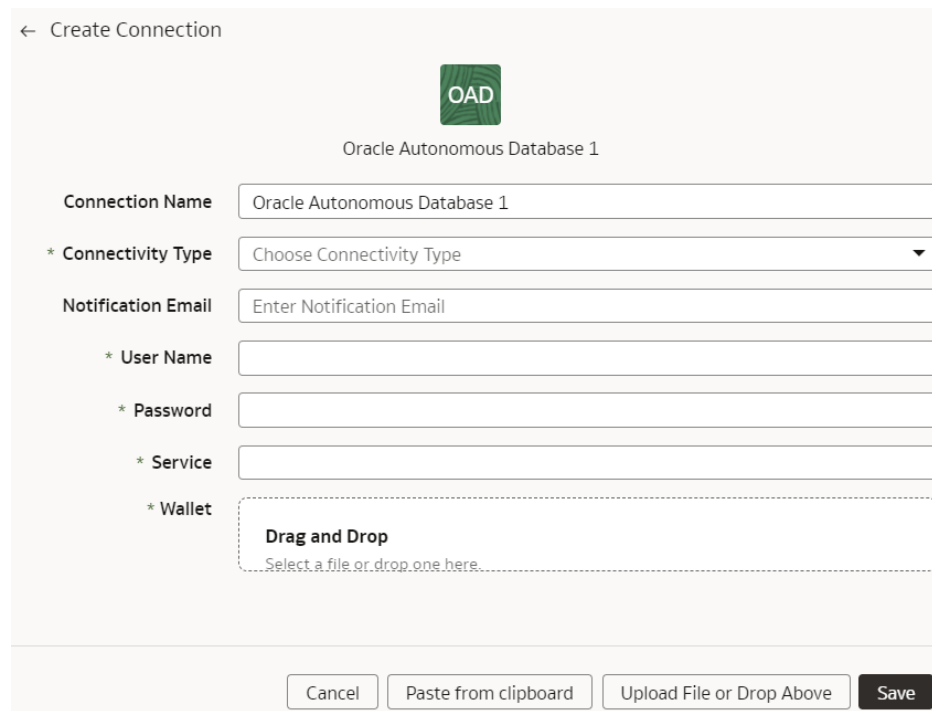 ← Create Connection
OAD
Oracle Autonomous Database 1
Connection Name Oracle Autonomous Database 1
* Connectivity Type Choose Connectivity Type
Notification Email Enter Notification Email
* User Name
* Password
* Service
* Wallet
Drag and Drop
Select a file or drop one here.
Cancel Paste from clipboard Upload File or Drop Above Save